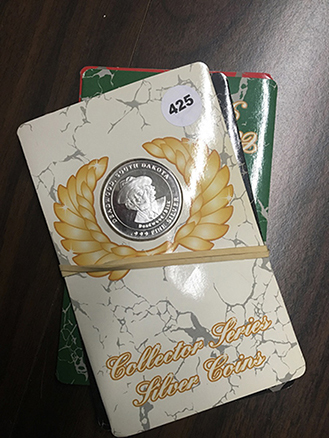 425
DEADWOOD, SOUTH DAKOTA
.999 FINE SILVER
Collector Series
Silver Coins